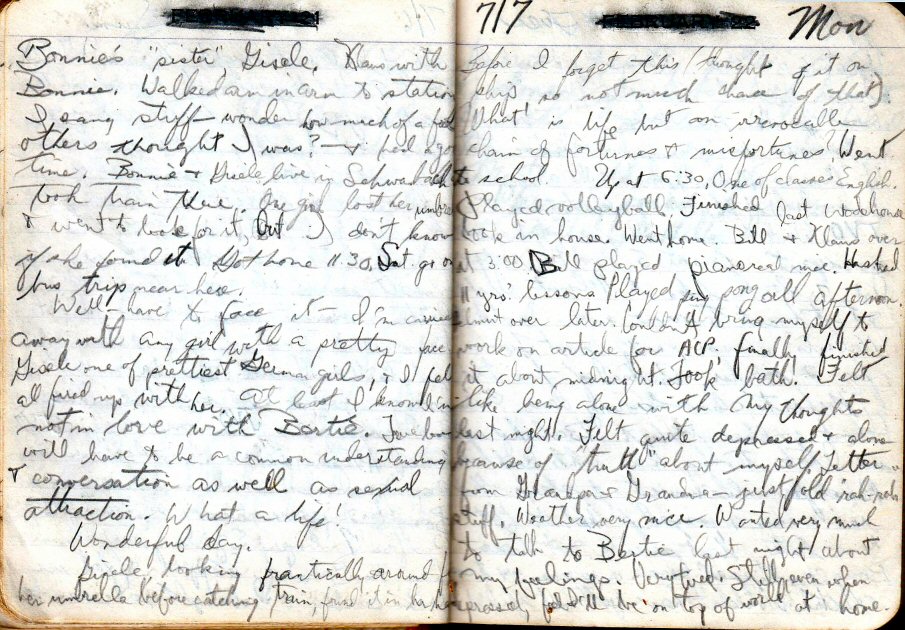 Bonnie's "sister", Gisele. Klaus with
Bonnie. Walked arm in arm to station
I sang, stuff - wonder how much of a fool
others thought I was? - & had a good
time. Bonnie & Gisele live in Schwabach &
took train there. One girl lost her umbrella
& went to look for it, but I don't know
if she found it. Got home 11:30. Sat. go on
bus trip near here.
Well - have to face it - I'm carried
away with any girl with a pretty face.
Gisele one of prettiest German girls, & I fell
all fired up with her. At least I know I'm
not in love with Bertie. True love
will have to be a common understanding
& conversation as well as sexual
attraction. What a life!
Wonderful day.
Gisele looking frantically around for
her umbrella before catching train, found it in her
7/7 Mon
Before I forget this (thought of it on
ship so not much chance of that):
"What is life but an irrevocable
chain of fortunes & misfortunes?" Went
to school. Up at 6:30. One of classes English.
Played volleyball. Finished last Wodehouse
book in house. Went home. Bill & Klaus over
at 3:00. Bill played piano real nice. Has had
11 yrs' lessons. Played ping pong all afternoon.
over later. Couldn't bring myself to
work on article for ACP, finally finished
it about midnight. Took bath. Felt
like being alone with my thoughts
last night. Felt quite depressed & alone
because of "truth" about myself. Letter
from Grandpa & Grandma - just old rah-rah
stuff. Weather very nice. Wanted very much
to talk to Bertie last night about
my feelings. Very tired. Still, even when
depressed, feel I'll be on top of world at home.